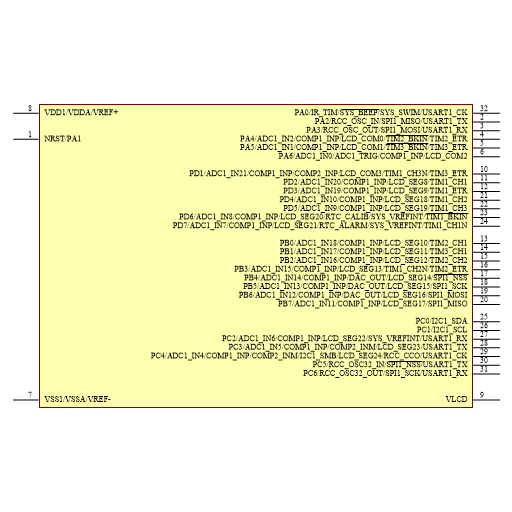 8 VDD1/VDDA/VREF+ PA0/IR_TIM/SYS_BEEF/SYS_SWIM/USART1_CK 32
PA2/RCC_OSC_IN/SPI1_MISO/USART1_TX 2
PA3/RCC_OSC_OUT/SPI1_MOSI/USART1_RX 3
1 NRST/PA1 PA4/ADC1_IN2/COMP1_INP/LCD_COM0/TIM2_BKIN/TIM2_ETR 4
PA5/ADC1_IN1/COMP1_INP/LCD_COM1/TIM3_BKIN/TIM3_ETR 5
PA6/ADC1_IN0/ADC1_TRIG/COMP1_INP/LCD_COM2 6
PD1/ADC1_IN21/COMP1_INP/COMP2_INP/LCD_COM3/TIM1_CH3N/TIM3_ETR 10
PD2/ADC1_IN20/COMP1_INP/LCD_SEG8/TIM1_CH1 11
PD3/ADC1_IN19/COMP1_INP/LCD_SEG9/TIM1_ETR 12
PD4/ADC1_IN10/COMP1_INP/LCD_SEG18/TIM1_CH2 21
PD5/ADC1_IN9/COMP1_INP/LCD_SEG19/TIM1_CH3 22
PD6/ADC1_IN8/COMP1_INP/LCD_SEG20/RTC_CALIB/SYS_VREFINT/TIM1_BKIN 23
PD7/ADC1_IN7/COMP1_INP/LCD_SEG21/RTC_ALARM/SYS_VREFINT/TIM1_CH1N 24
PB0/ADC1_IN18/COMP1_INP/LCD_SEG10/TIM2_CH1 13
PB1/ADC1_IN17/COMP1_INP/LCD_SEG11/TIM3_CH1 14
PB2/ADC1_IN16/COMP1_INP/LCD_SEG12/TIM2_CH2 15
PB3/ADC1_IN15/COMP1_INP/LCD_SEG13/TIM1_CH2N/TIM2_ETR 16
PB4/ADC1_IN14/COMP1_INP/DAC_OUT/LCD_SEG14/SPI1_NSS 17
PB5/ADC1_IN13/COMP1_INP/DAC_OUT/LCD_SEG15/SPI1_SCK 18
PB6/ADC1_IN12/COMP1_INP/DAC_OUT/LCD_SEG16/SPI1_MOSI 19
PB7/ADC1_IN11/COMP1_INP/LCD_SEG17/SPI1_MISO 20
PC0/I2C1_SDA 25
PC1/I2C1_SCL 26
PC2/ADC1_IN6/COMP1_INP/LCD_SEG22/SYS_VREFINT/USART1_RX 27
PC3/ADC1_IN5/COMP1_INP/COMP2_INM/LCD_SEG23/USART1_TX 28
PC4/ADC1_IN4/COMP1_INP/COMP2_INM/I2C1_SMB/LCD_SEG24/RCC_CCO/USART1_CK 29
PC5/RCC_OSC32_IN/SPI1_NSS/USART1_TX 30
PC6/RCC_OSC32_OUT/SPI1_SCK/USART1_RX 31
7 VSS1/VSSA/VREF- VLCD 9